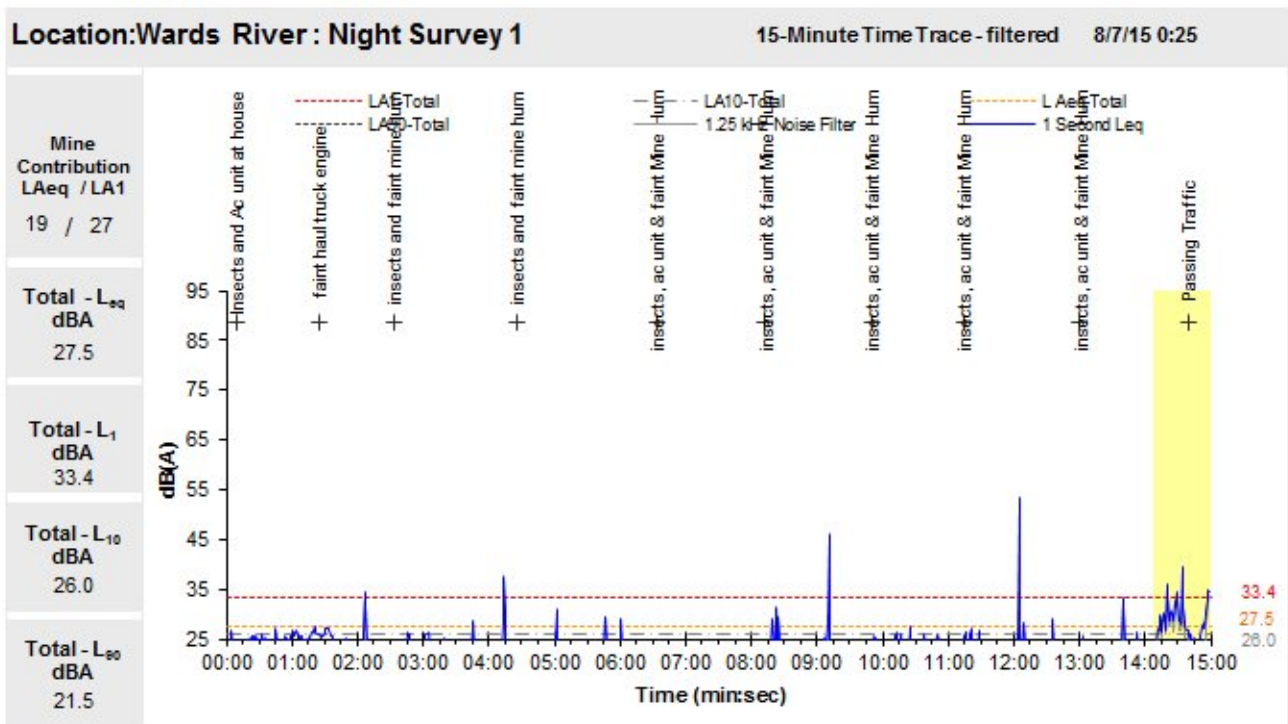 Location:Wards River : Night Survey 1
15-Minute Time Trace - filtered 8/7/15 0:25
Mine
Contribution
LAeq / LA1
19 / 27
Total - Leq
dBA
27.5
Total - L1
dBA
33.4
Total - L10
dBA
26.0
Total - L90
dBA
21.5
LA1-Total
LA10-Total
L Aeq-Total
LA90-Total
1.25 kHz Noise Filter
1 Second Leq
Insects and Ac unit at house
faint haul truck engine
insects and faint mine hum
insects and faint mine hum
insects, ac unit & faint Mine Hum
insects, ac unit & faint Mine Hum
insects, ac unit & faint Mine Hum
insects, ac unit & faint Mine Hum
insects, ac unit & faint Mine Hum
Passing Traffic
dB(A)
95
85
75
65
55
45
35
25
33.4
27.5
26.0
00:00 01:00 02:00 03:00 04:00 05:00 06:00 07:00 08:00 09:00 10:00 11:00 12:00 13:00 14:00 15:00
Time (min:sec)